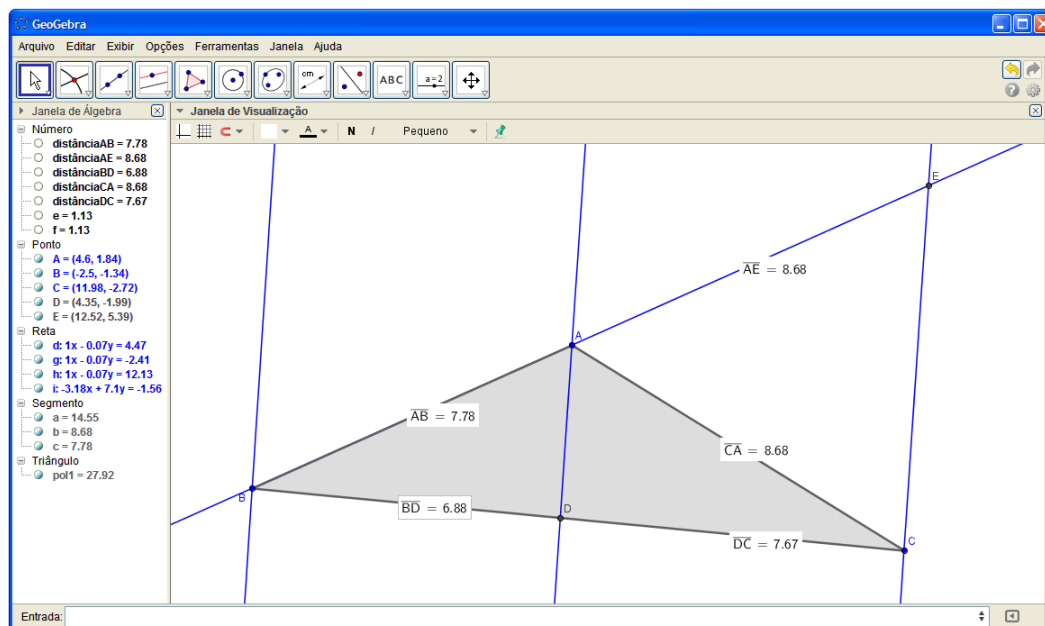 GeoGebra
Arquivo Editar Exibir Opções Ferramentas Janela Ajuda
cm
ABC
a=2
Janela de Álgebra
Janela de Visualização
A N I Pequeno
Número
distânciaAB = 7.78
distânciaAE = 8.68
distânciaBD = 6.88
distânciaCA = 8.68
distânciaDC = 7.67
e = 1.13
f = 1.13
Ponto
A = (4.6, 1.84)
B = (-2.5, -1.34)
C = (11.98, -2.72)
D = (4.35, -1.99)
E = (12.52, 5.39)
Reta
d: 1x - 0.07y = 4.47
g: 1x - 0.07y = -2.41
h: 1x - 0.07y = 12.13
i: -3.18x + 7.1y = -1.56
Segmento
a = 14.55
b = 8.68
c = 7.78
Triângulo
pol1 = 27.92
E
AE = 8.68
A
AB = 7.78
CA = 8.68
B
BD = 6.88
D
DC = 7.67
C
Entrada: